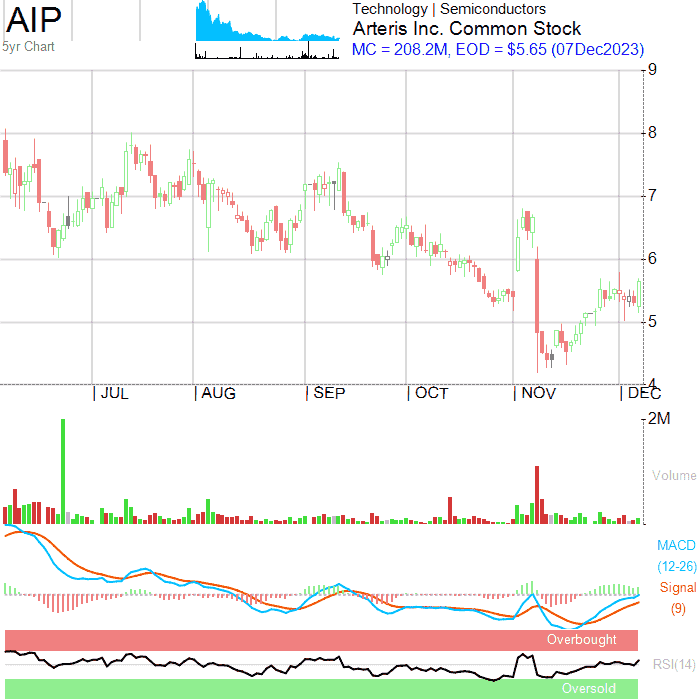 AIP
5yr Chart
Technology | Semiconductors
Arteris Inc. Common Stock
MC = 208.2M, EOD = $5.65 (07Dec2023)
9
8
7
6
5
4
| JUL
| AUG
| SEP
| OCT
| NOV
| DEC
2M
Volume
MACD
(12-26)
Signal
(9)
Overbought
RSI(14)
Oversold